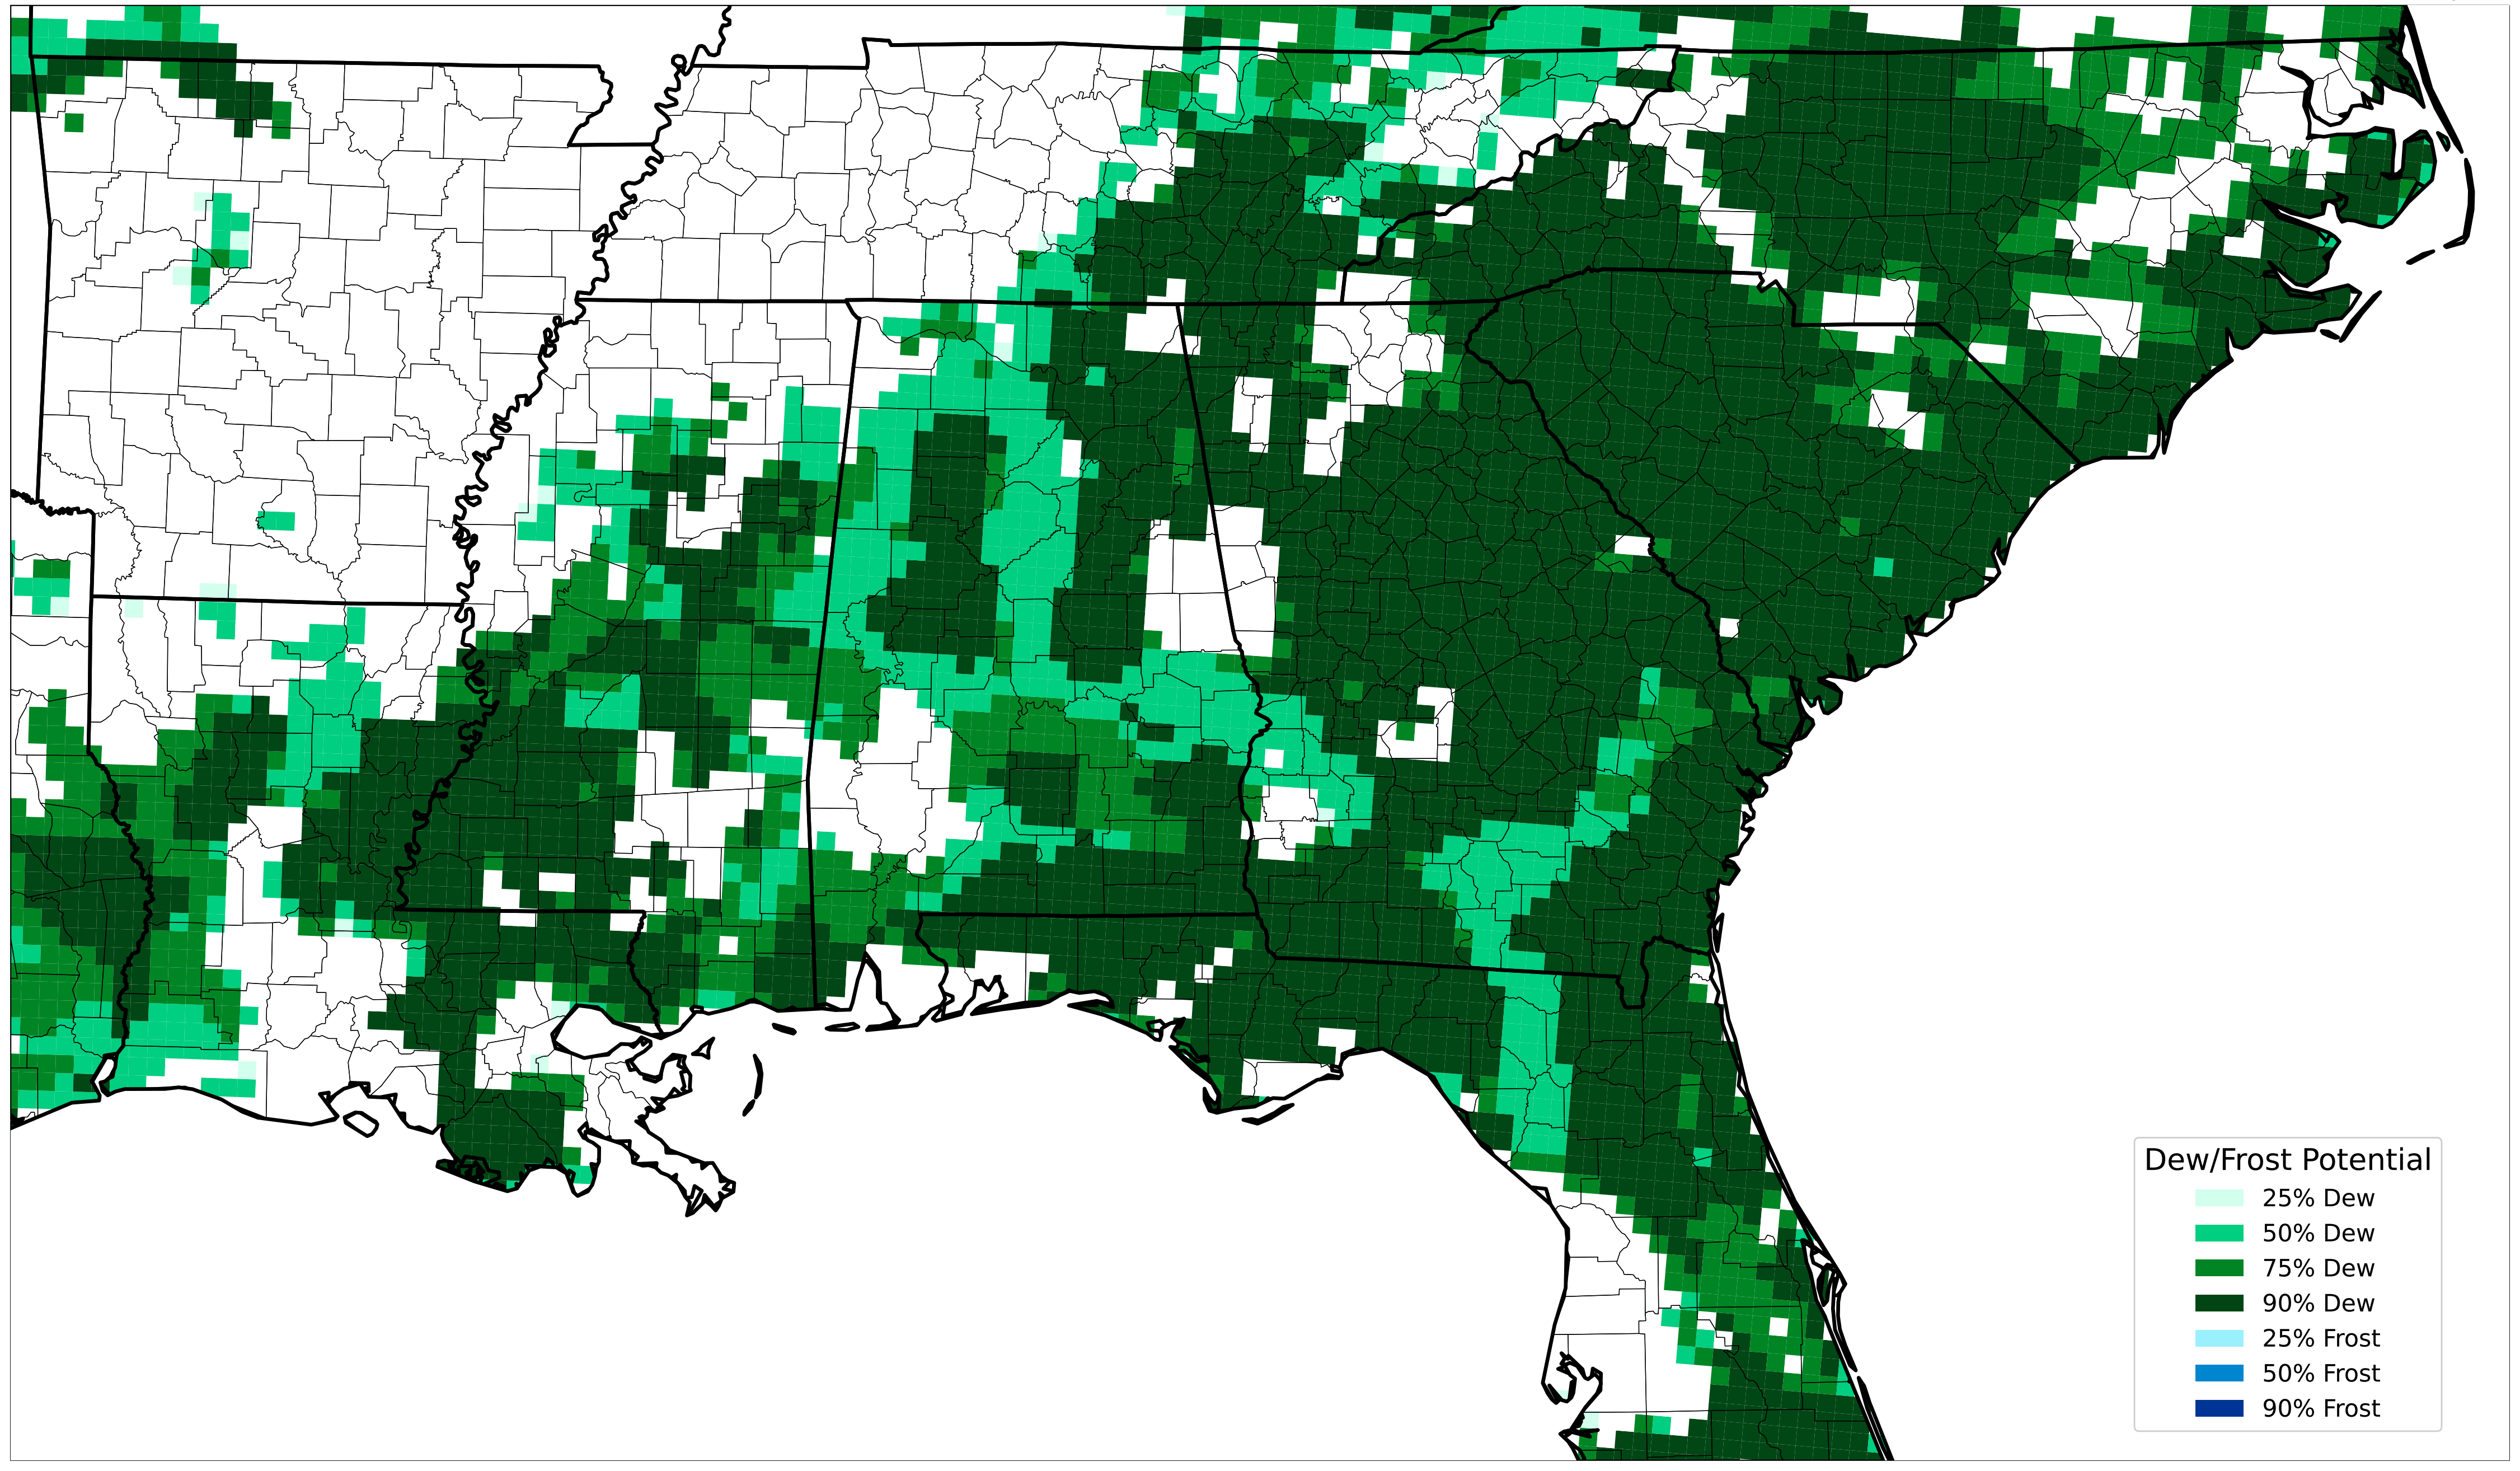 Dew/Frost Potential
25% Dew
50% Dew
75% Dew
90% Dew
25% Frost
50% Frost
90% Frost